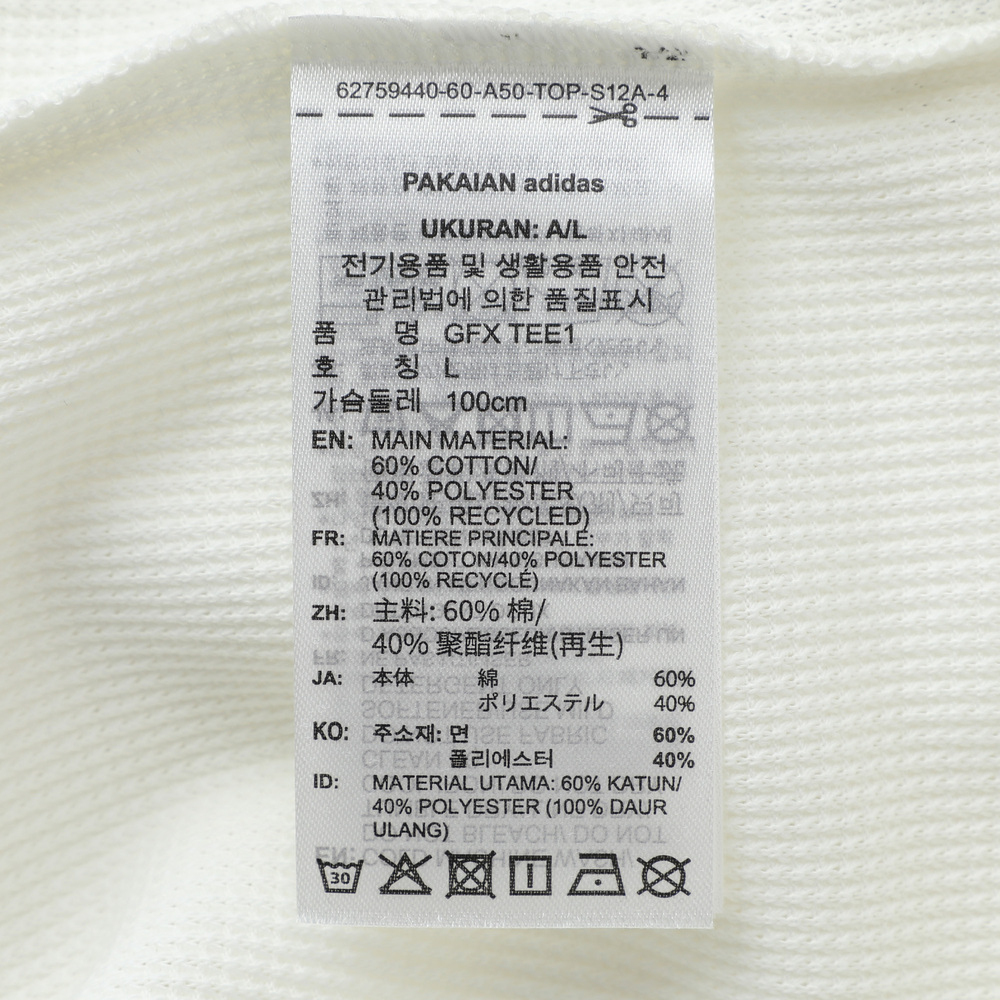 62759440-60-A50-TOP-S12A-4
PAKAIAN adidas
UKURAN: A/L
전기용품 및 생활용품 안전
관리법에 의한 품질표시
품 명 GFX TEE1
호 칭 L
가슴둘레 100cm
EN: MAIN MATERIAL:
60% COTTON/
40% POLYESTER
(100% RECYCLED)
FR: MATIERE PRINCIPALE:
60% COTON/40% POLYESTER
(100% RECYCLÉ)
ZH: 主料: 60% 棉/
40% 聚酯纤维(再生)
JA: 本体 綿 60%
ポリエステル 40%
KO: 주소재: 면 60%
폴리에스터 40%
ID: MATERIAL UTAMA: 60% KATUN/
40% POLYESTER (100% DAUR
ULANG)
30